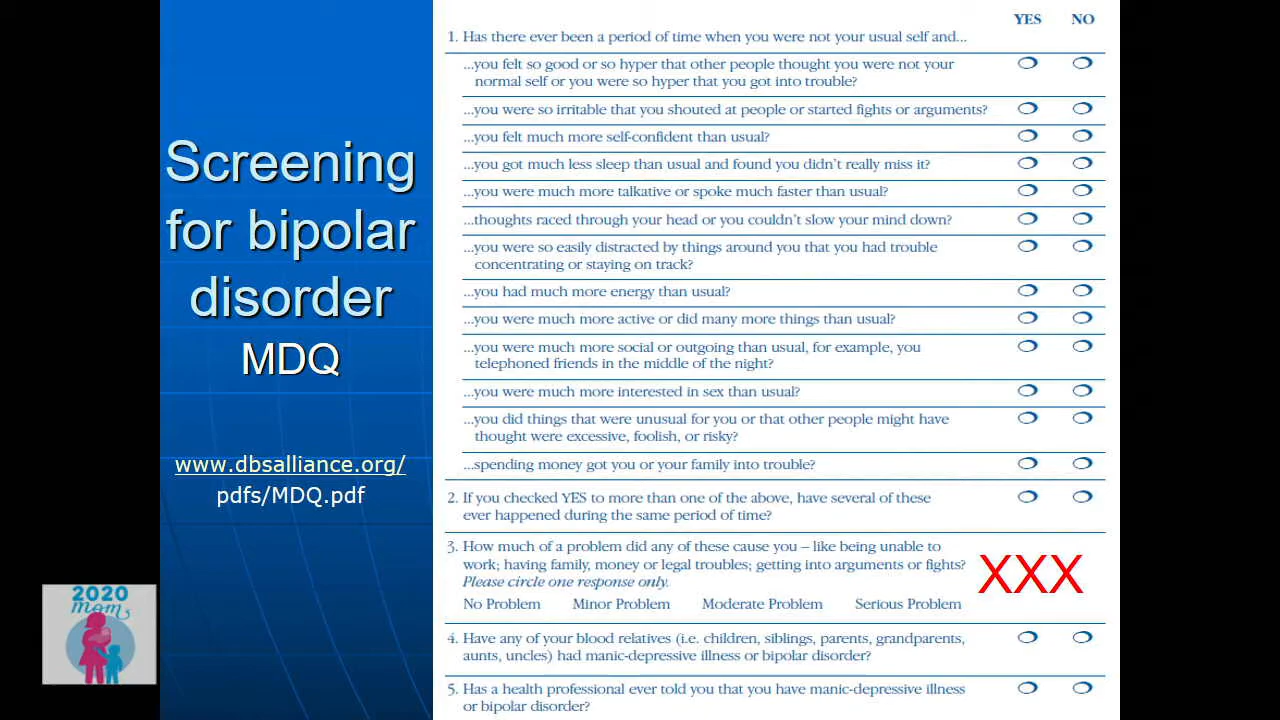 Screening
for bipolar
disorder
MDQ
www.dbsalliance.org/
pdfs/MDQ.pdf
2020
mom
YES NO
1. Has there ever been a period of time when you were not your usual self and...
...you felt so good or so hyper that other people thought you were not your
normal self or you were so hyper that you got into trouble?
...you were so irritable that you shouted at people or started fights or arguments?
...you felt much more self-confident than usual?
...you got much less sleep than usual and found you didn't really miss it?
...you were much more talkative or spoke much faster than usual?
...thoughts raced through your head or you couldn't slow your mind down?
...you were so easily distracted by things around you that you had trouble
concentrating or staying on track?
...you had much more energy than usual?
...you were much more active or did many more things than usual?
...you were much more social or outgoing than usual, for example, you
telephoned friends in the middle of the night?
...you were much more interested in sex than usual?
...you did things that were unusual for you or that other people might have
thought were excessive, foolish, or risky?
...spending money got you or your family into trouble?
2. If you checked YES to more than one of the above, have several of these
ever happened during the same period of time?
3. How much of a problem did any of these cause you – like being unable to
work; having family, money or legal troubles; getting into arguments or fights?
Please circle one response only.
XXX
No Problem Minor Problem Moderate Problem Serious Problem
4. Have any of your blood relatives (i.e. children, siblings, parents, grandparents,
aunts, uncles) had manic-depressive illness or bipolar disorder?
5. Has a health professional ever told you that you have manic-depressive illness
or bipolar disorder?